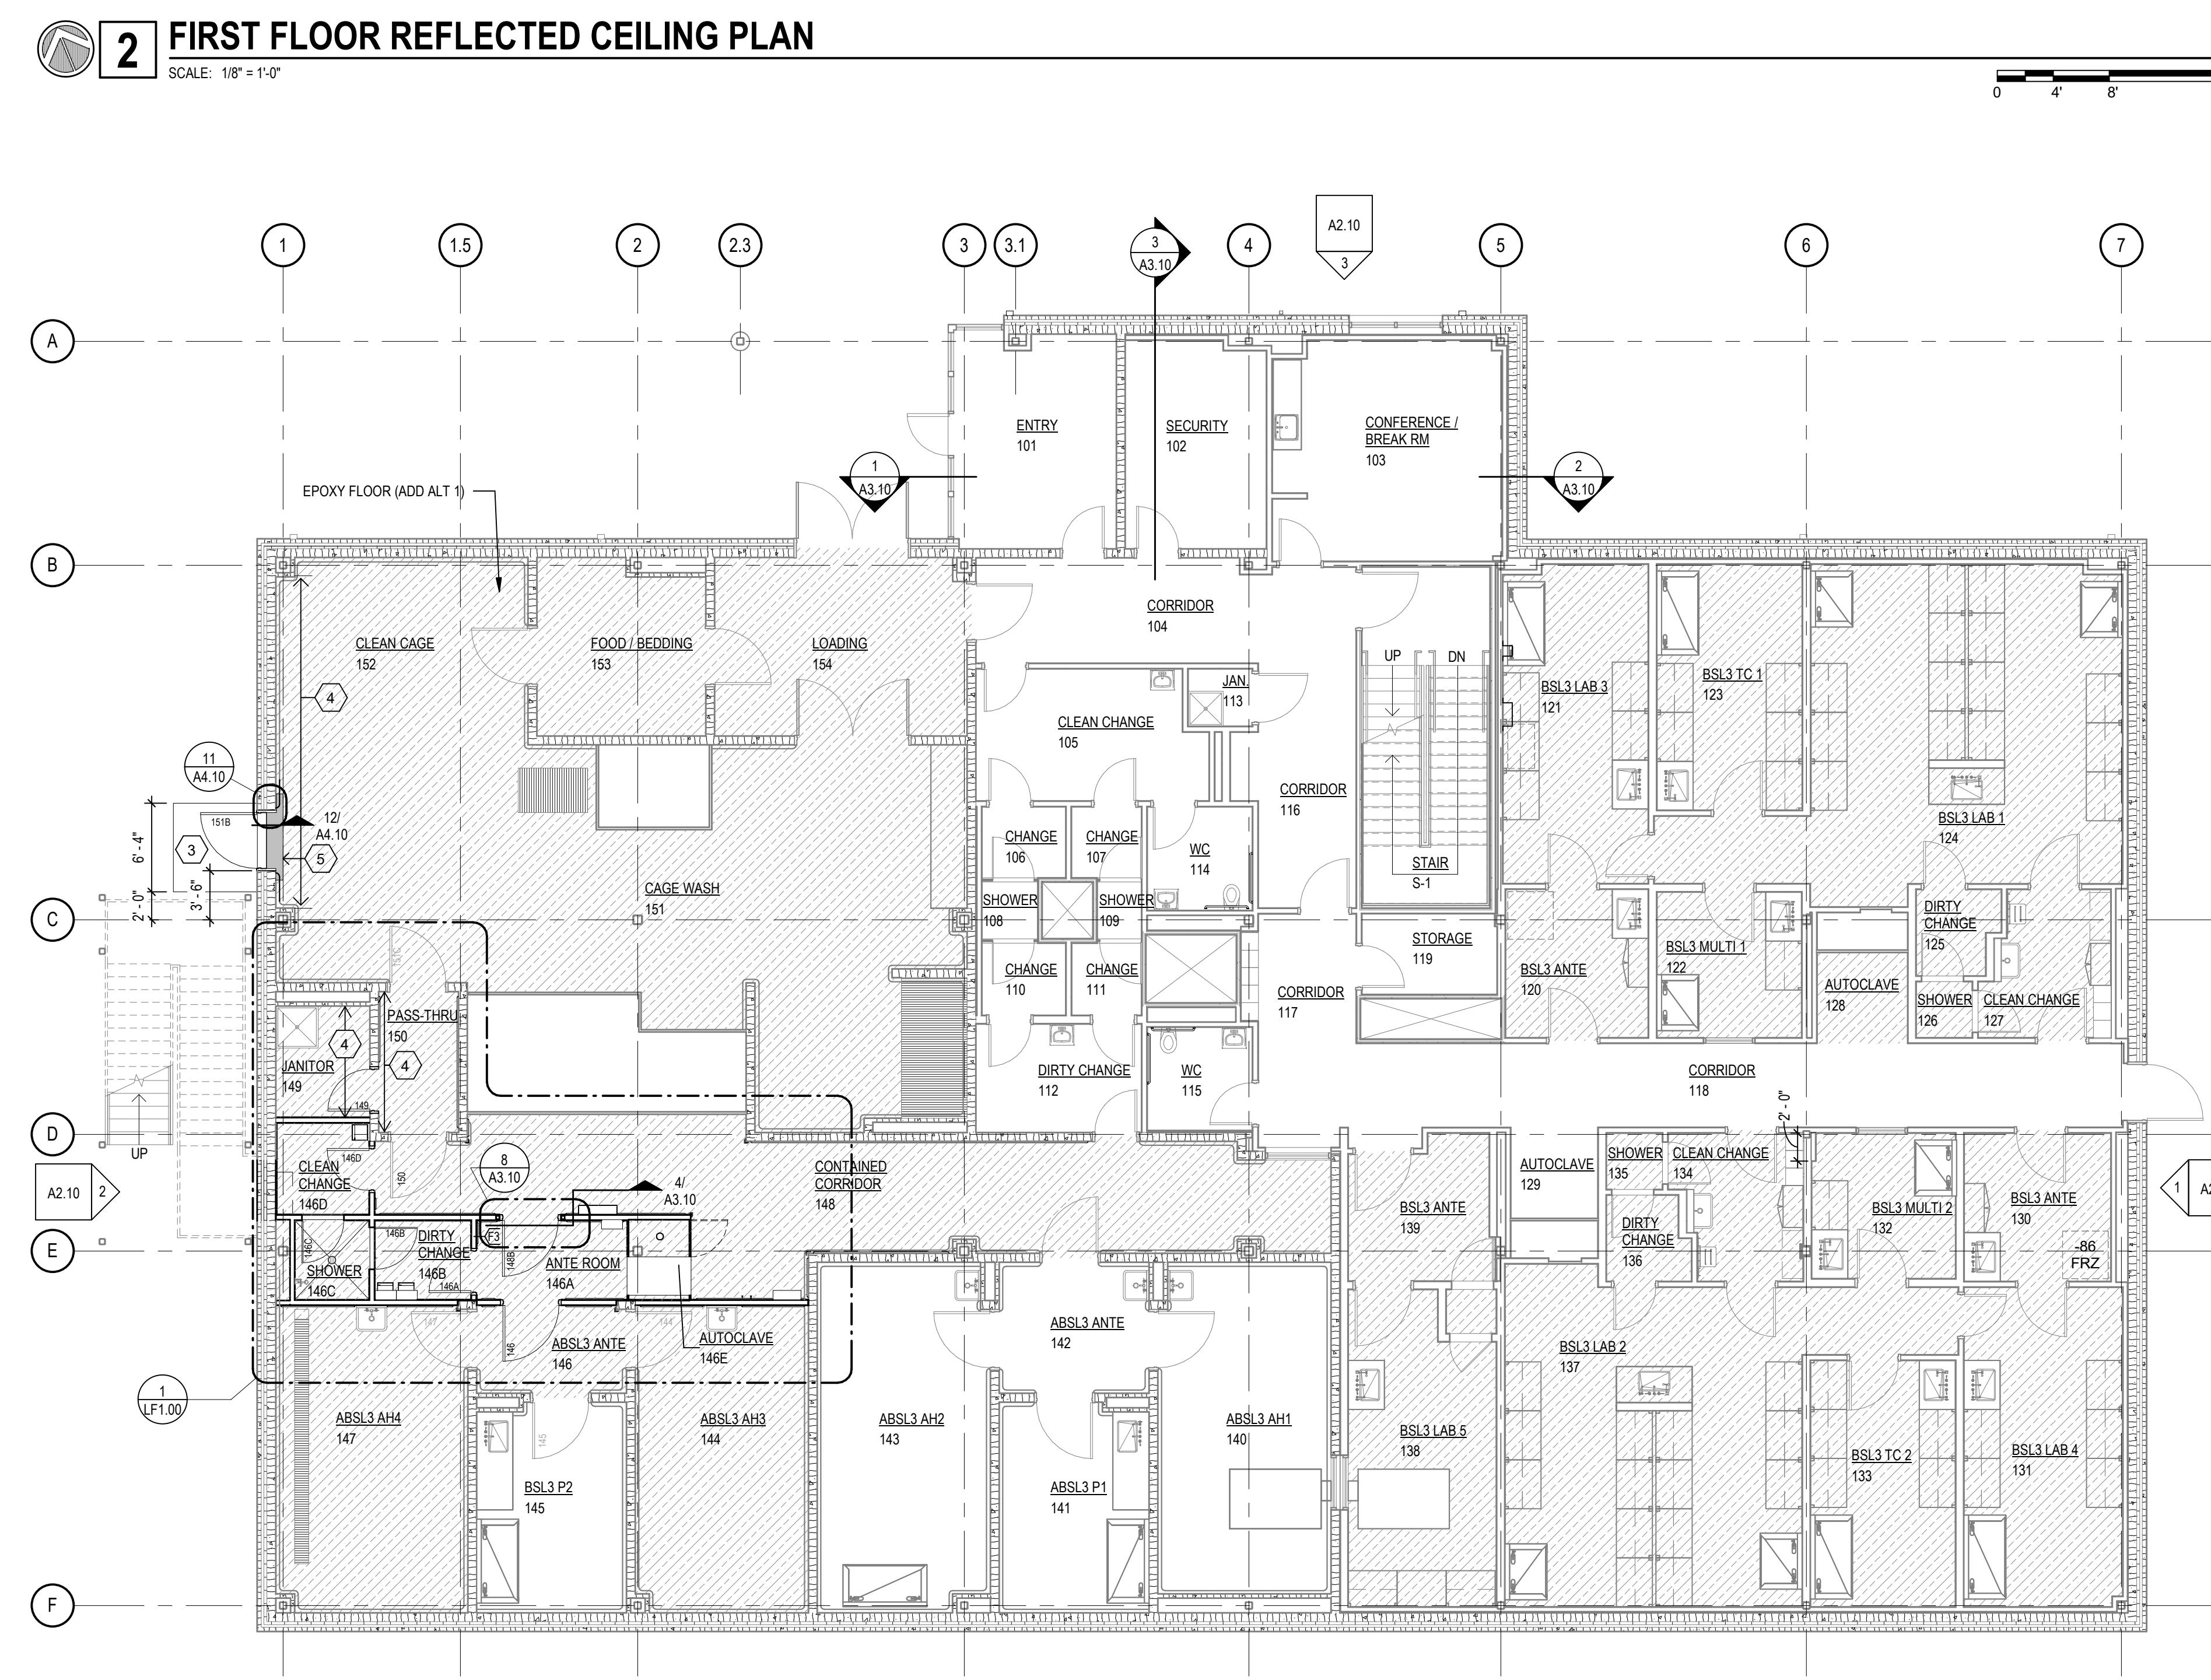 2
FIRST FLOOR REFLECTED CEILING PLAN
SCALE: 1/8" = 1'-0"
0 4' 8'
A2.10
3
1 1.5 2 2.3 3 3.1 4 5 6 7
3
A3.10
A
ENTRY
101
SECURITY
102
CONFERENCE /
BREAK RM
103
1
A3.10
2
A3.10
EPOXY FLOOR (ADD ALT 1)
B
CORRIDOR
104
CLEAN CAGE
152
FOOD / BEDDING
153
LOADING
154
UP
DN
JAN.
113
BSL3 LAB 3
121
BSL3 TC 1
123
4
CLEAN CHANGE
105
11
A4.10
CORRIDOR
116
151B
12/
A4.10
6' - 4"
3
5
CHANGE
106
CHANGE
107
WC
114
STAIR
S-1
BSL3 LAB 1
124
2' - 0"
3' - 6"
CAGE WASH
151
SHOWER
108
SHOWER
109
C
DIRTY
CHANGE
125
STORAGE
119
BSL3 MULTI 1
122
151C
CHANGE
110
CHANGE
111
BSL3 ANTE
120
AUTOCLAVE
128
CORRIDOR
117
SHOWER
126
CLEAN CHANGE
127
PASS-THRU
150
4
4
JANITOR
149
149
DIRTY CHANGE
112
WC
115
CORRIDOR
118
2' - 0"
D
UP
A2.10
2
CLEAN
CHANGE
146D
146D
150
8
A3.10
4/
A3.10
CONTAINED
CORRIDOR
148
AUTOCLAVE
129
SHOWER
135
CLEAN CHANGE
134
1
BSL3 ANTE
139
BSL3 MULTI 2
132
BSL3 ANTE
130
E
146C
146B
DIRTY
CHANGE
146B
F3
148B
ANTE ROOM
146A
DIRTY
CHANGE
136
-86
FRZ
SHOWER
146C
146A
147
146
ABSL3 ANTE
146
144
AUTOCLAVE
146E
ABSL3 ANTE
142
BSL3 LAB 2
137
1
LF1.00
ABSL3 AH4
147
145
ABSL3 AH3
144
ABSL3 AH2
143
ABSL3 AH1
140
BSL3 LAB 5
138
BSL3 TC 2
133
BSL3 LAB 4
131
BSL3 P2
145
ABSL3 P1
141
F